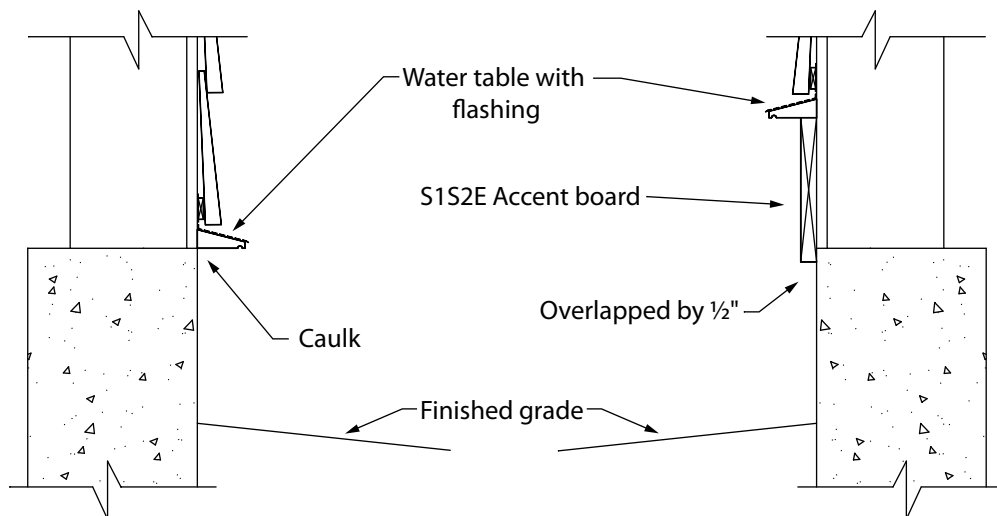 Water table with
flashing
S1S2E Accent board
Overlapped by ½"
Caulk
Finished grade